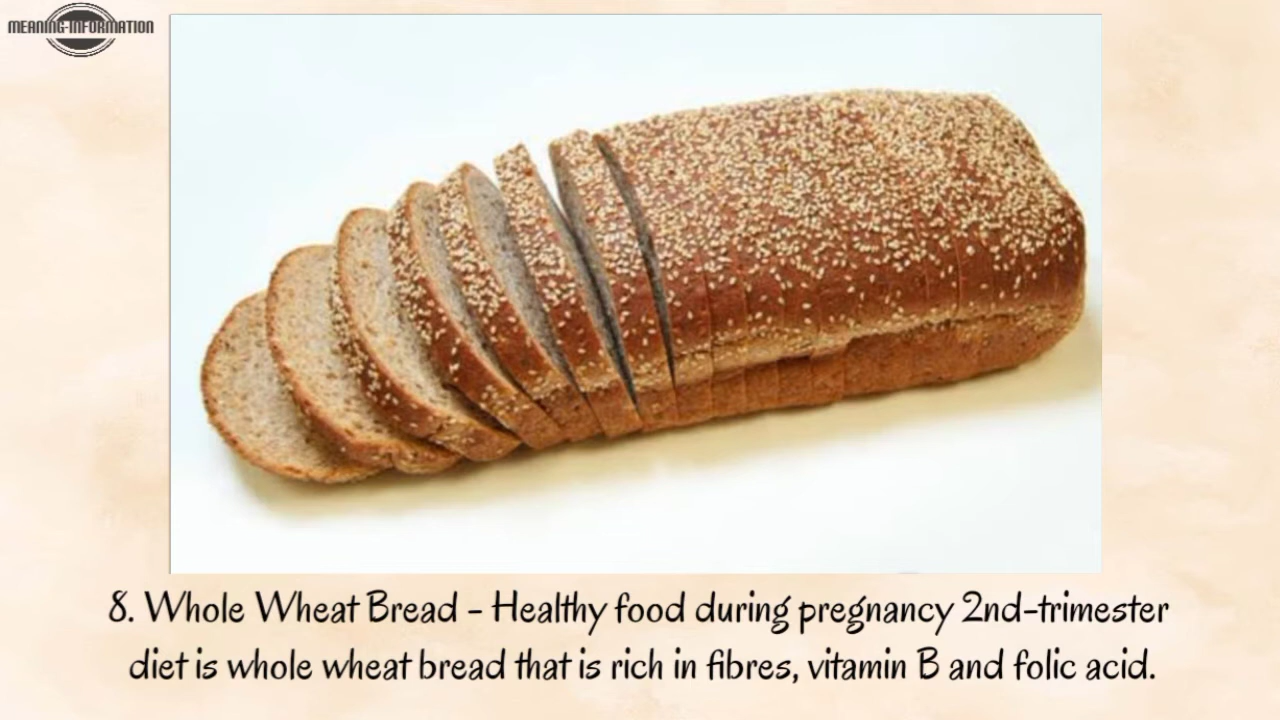 MEANING-INFORMATION
8. Whole Wheat Bread - Healthy food during pregnancy 2nd-trimester
diet is whole wheat bread that is rich in fibres, vitamin B and folic acid.